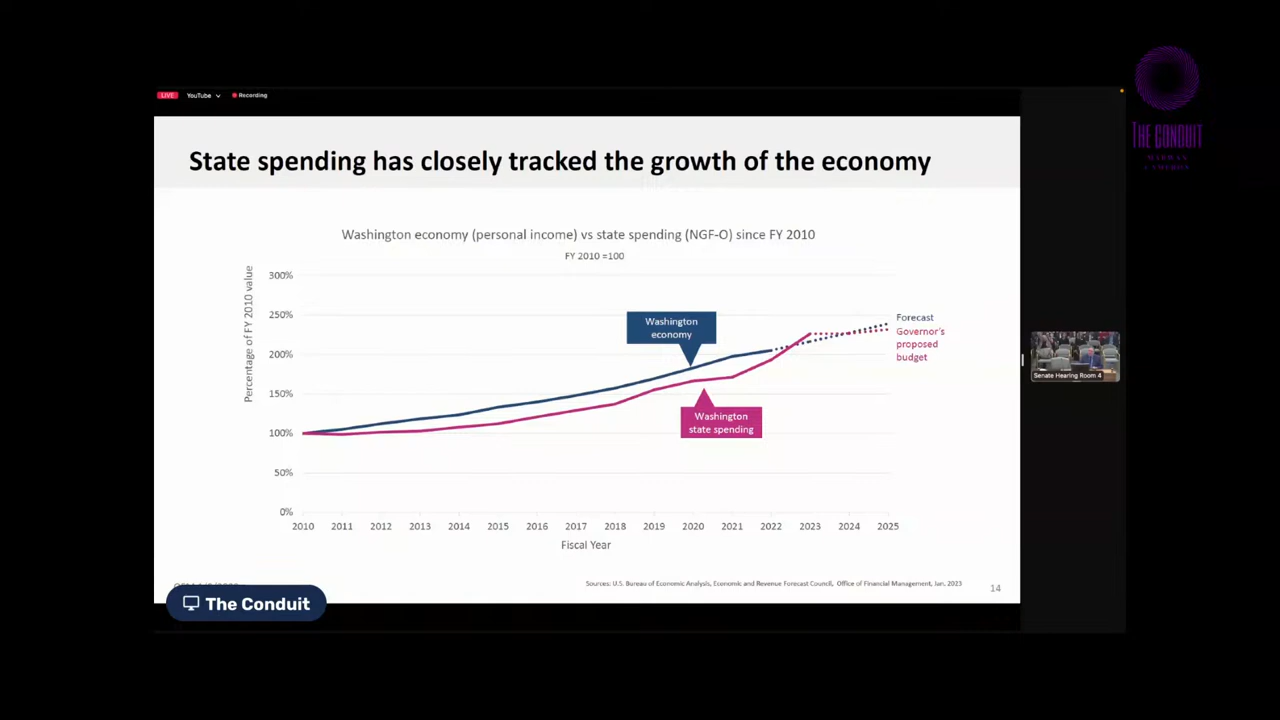 THE CONDUIT
LIVE YouTube Recording
State spending has closely tracked the growth of the economy
Washington economy (personal income) vs state spending (NGF-O) since FY 2010
FY 2010 =100
Percentage of FY 2010 value
300%
250%
200%
150%
100%
50%
0%
Washington
economy
Washington
state spending
Forecast
Governor's
proposed
budget
2010 2011 2012 2013 2014 2015 2016 2017 2018 2019 2020 2021 2022 2023 2024 2025
Fiscal Year
Sources: U.S. Bureau of Economic Analysis, Economic and Revenue Forecast Council, Office of Financial Management, Jan, 2023
14
Senate Hearing Room 4
The Conduit